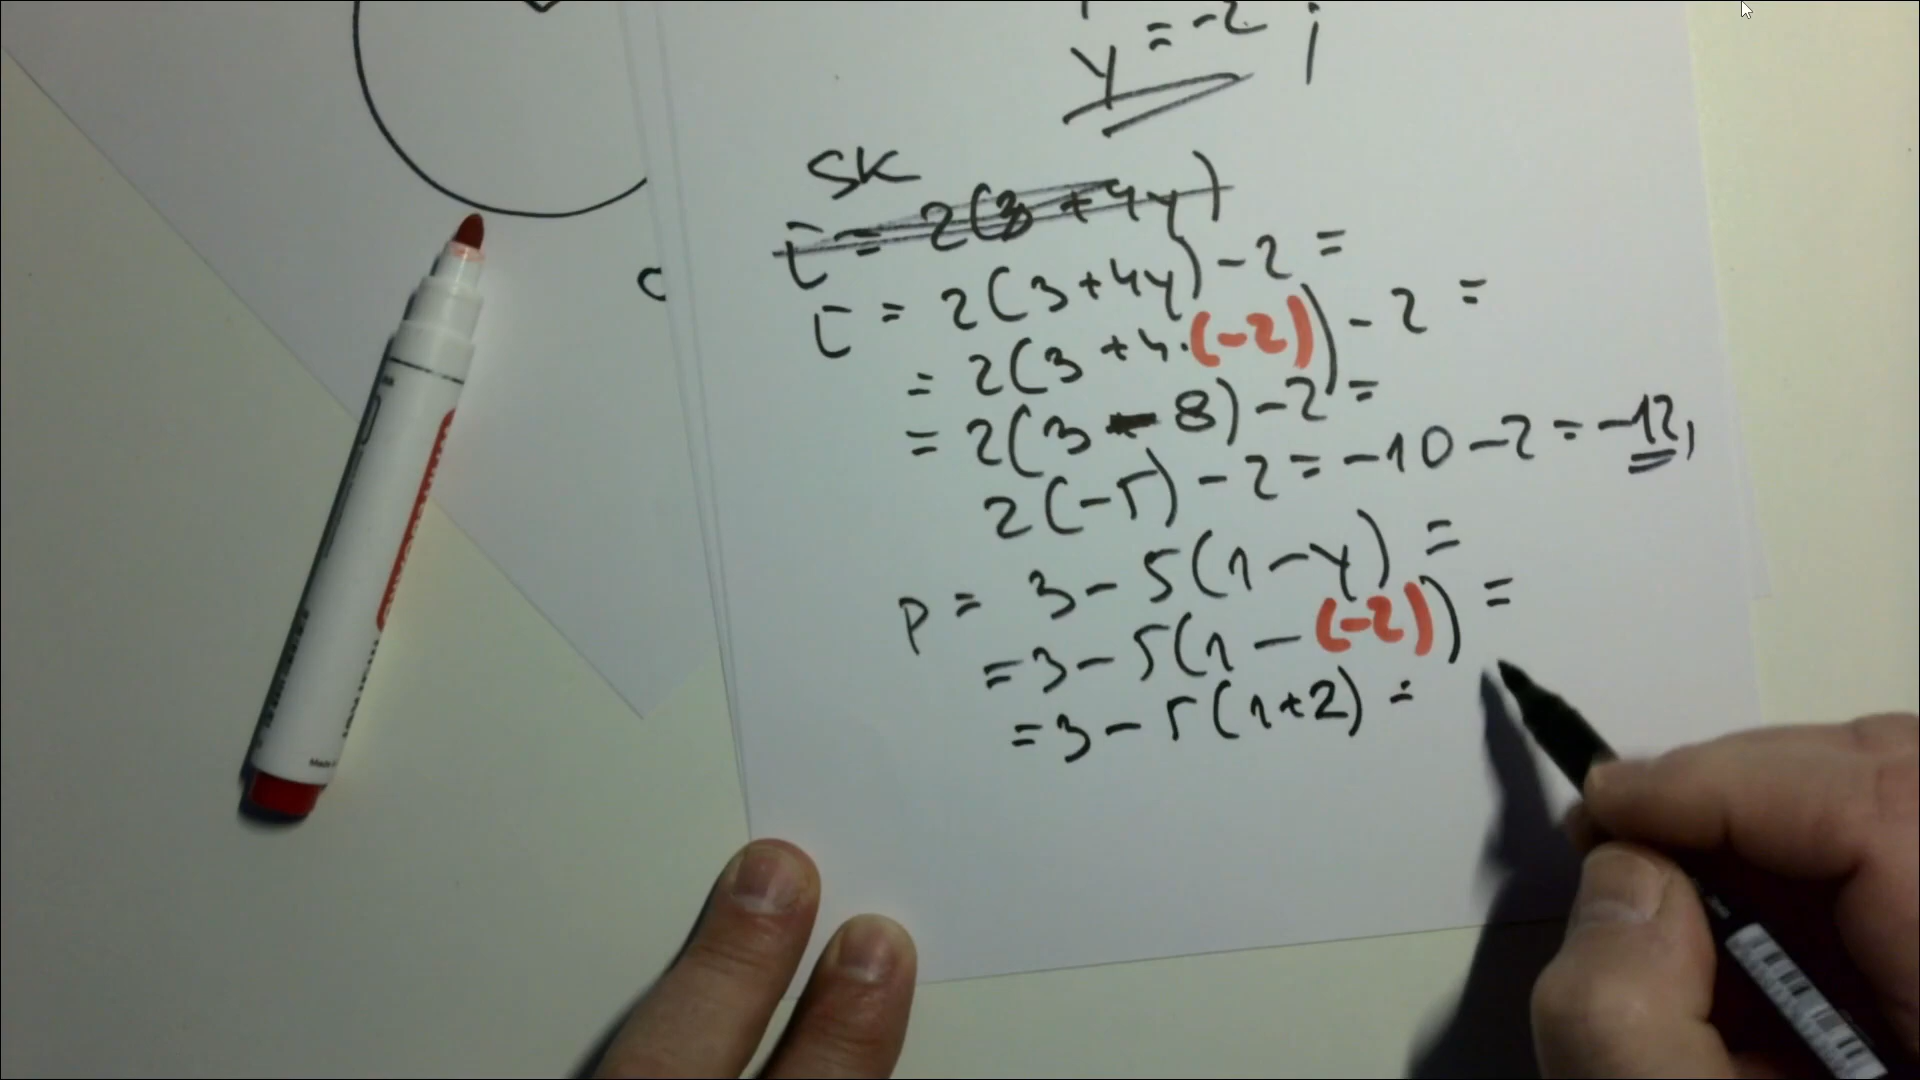 y = -2 ;
SK
L = 2(3+4y)
L = 2(3+4y) - 2 =
= 2(3 + 4·(-2)) - 2 =
= 2(3 - 8) - 2 =
2(-5) - 2 = -10 - 2 = -12,
P = 3 - 5(1-y) =
= 3 - 5(1 - (-2)) =
= 3 - 5(1+2) =